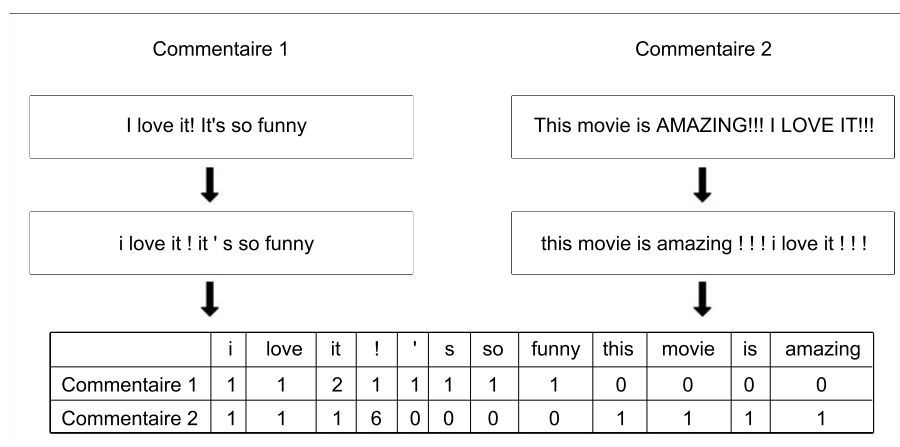 Commentaire 1 Commentaire 2
I love it! It's so funny This movie is AMAZING!!! I LOVE IT!!!
i love it ! it ' s so funny this movie is amazing ! ! ! i love it ! ! !
i love it ! ' s so funny this movie is amazing
Commentaire 1 1 1 2 1 1 1 1 1 0 0 0 0
Commentaire 2 1 1 1 6 0 0 0 0 1 1 1 1